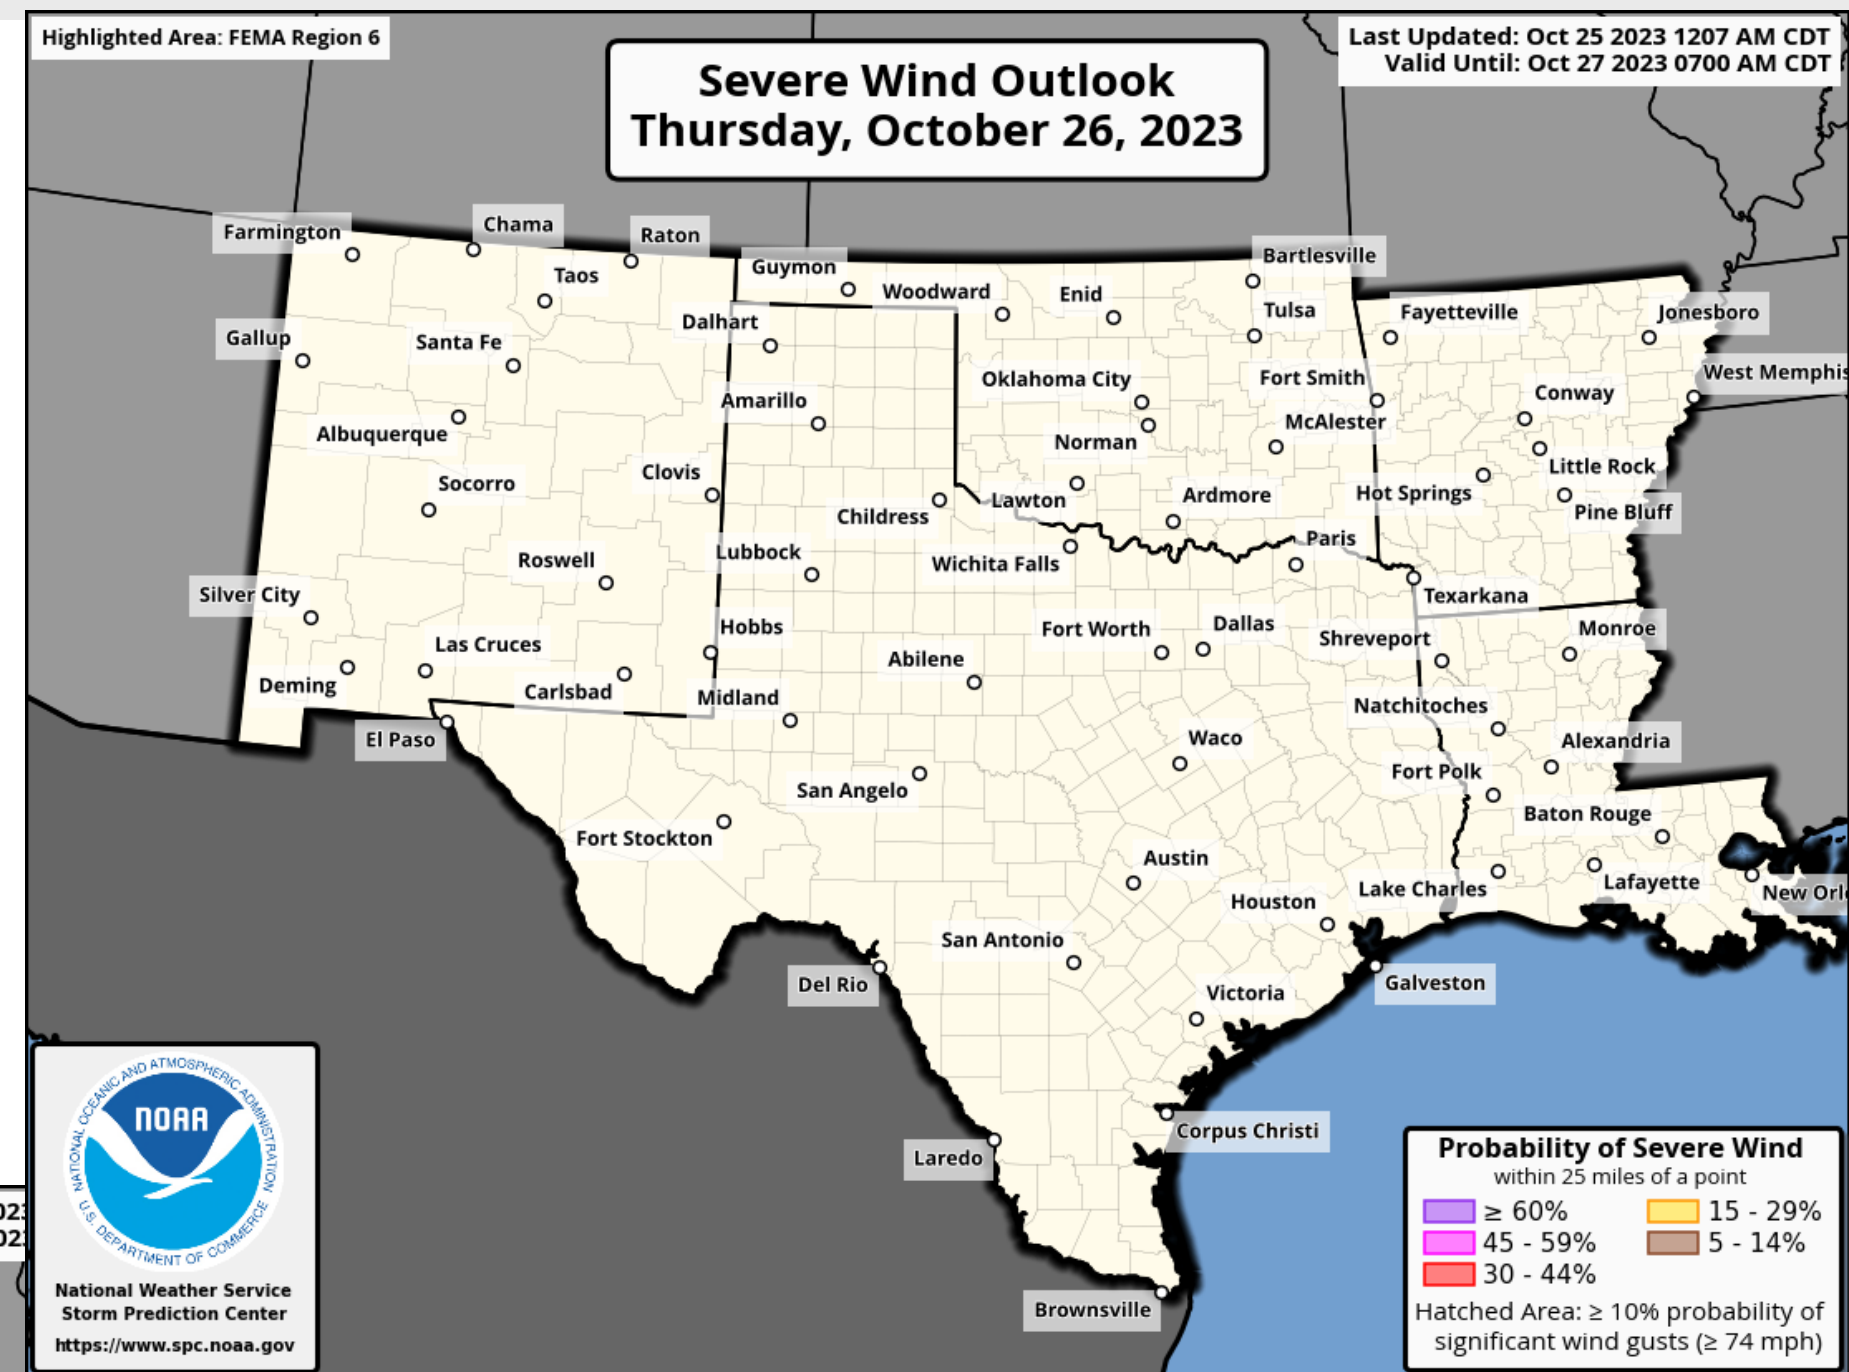 Highlighted Area: FEMA Region 6
Last Updated: Oct 25 2023 1207 AM CDT
Valid Until: Oct 27 2023 0700 AM CDT
Severe Wind Outlook
Thursday, October 26, 2023
Farmington
Chama
Raton
Taos
Guymon
Woodward
Enid
Bartlesville
Tulsa
Fayetteville
Jonesboro
Gallup
Santa Fe
Dalhart
West Memphis
Oklahoma City
Fort Smith
Conway
Amarillo
McAlester
Albuquerque
Norman
Little Rock
Clovis
Socorro
Lawton
Ardmore
Hot Springs
Pine Bluff
Childress
Paris
Lubbock
Roswell
Wichita Falls
Silver City
Texarkana
Hobbs
Fort Worth
Dallas
Shreveport
Monroe
Las Cruces
Abilene
Deming
Carlsbad
Midland
Natchitoches
El Paso
Waco
Alexandria
San Angelo
Fort Polk
Baton Rouge
Fort Stockton
Austin
Lake Charles
Lafayette
New Orl
Houston
San Antonio
Del Rio
Victoria
Galveston
Corpus Christi
Laredo
Brownsville
NATIONAL OCEANIC AND ATMOSPHERIC ADMINISTRATION
NOAA
U.S. DEPARTMENT OF COMMERCE
National Weather Service
Storm Prediction Center
https://www.spc.noaa.gov
Probability of Severe Wind
within 25 miles of a point
≥ 60% 15 - 29%
45 - 59% 5 - 14%
30 - 44%
Hatched Area: ≥ 10% probability of
significant wind gusts (≥ 74 mph)